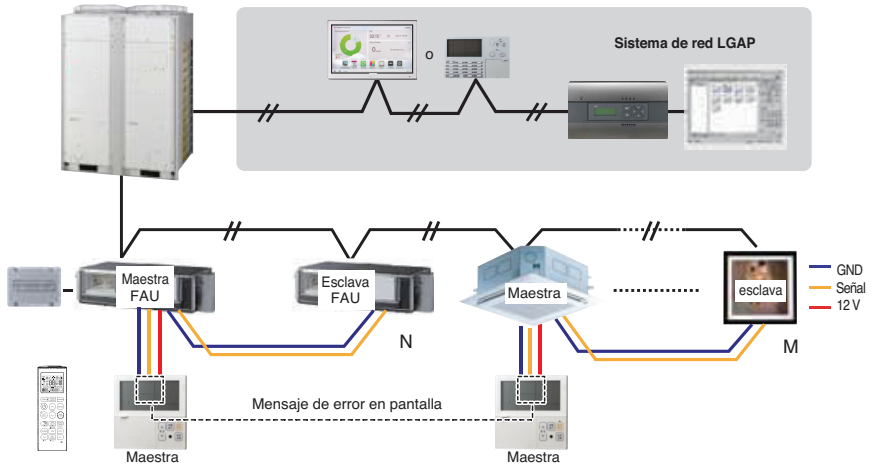 Sistema de red LGAP
o
Maestra
FAU
Esclava
FAU
Maestra
esclava
GND
Señal
12 V
N
M
Mensaje de error en pantalla
Maestra
Maestra